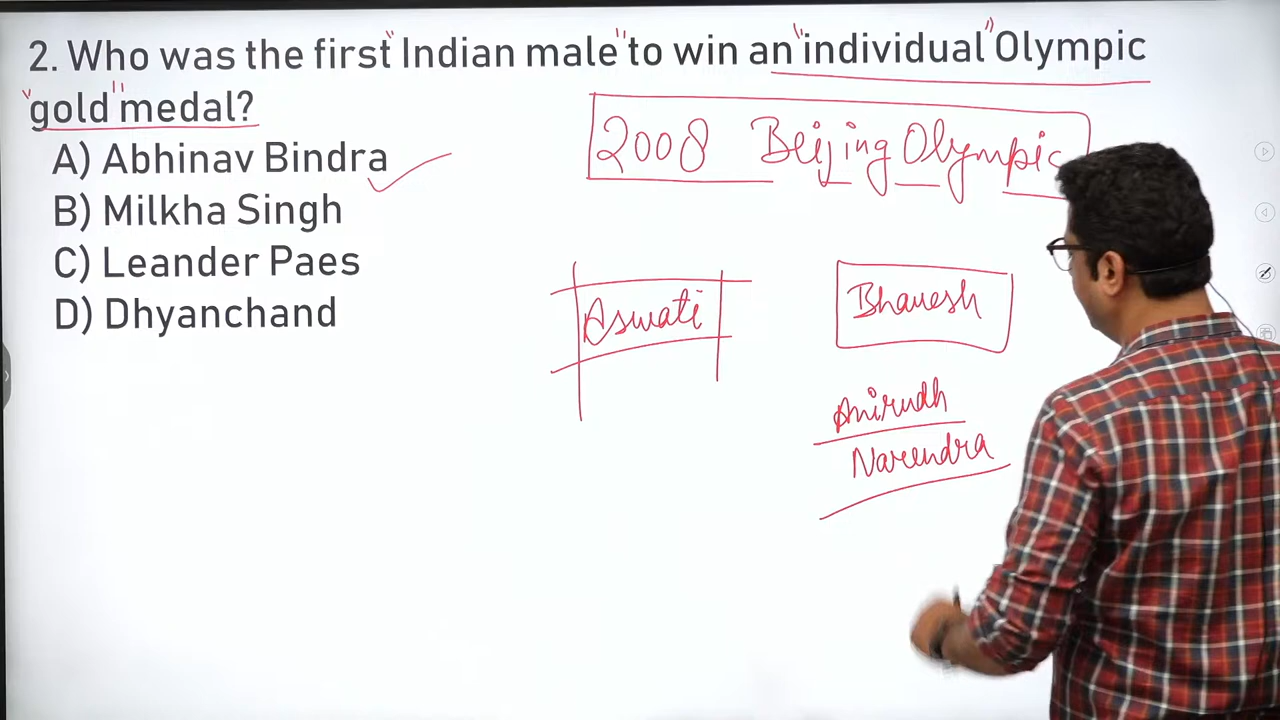 2. Who was the first "Indian male" to win an "individual" Olympic
"gold" medal?
A) Abhinav Bindra
B) Milkha Singh
C) Leander Paes
D) Dhyanchand
2008 Beijing Olympic
Aswati
Bhavesh
Anirudh
Narendra